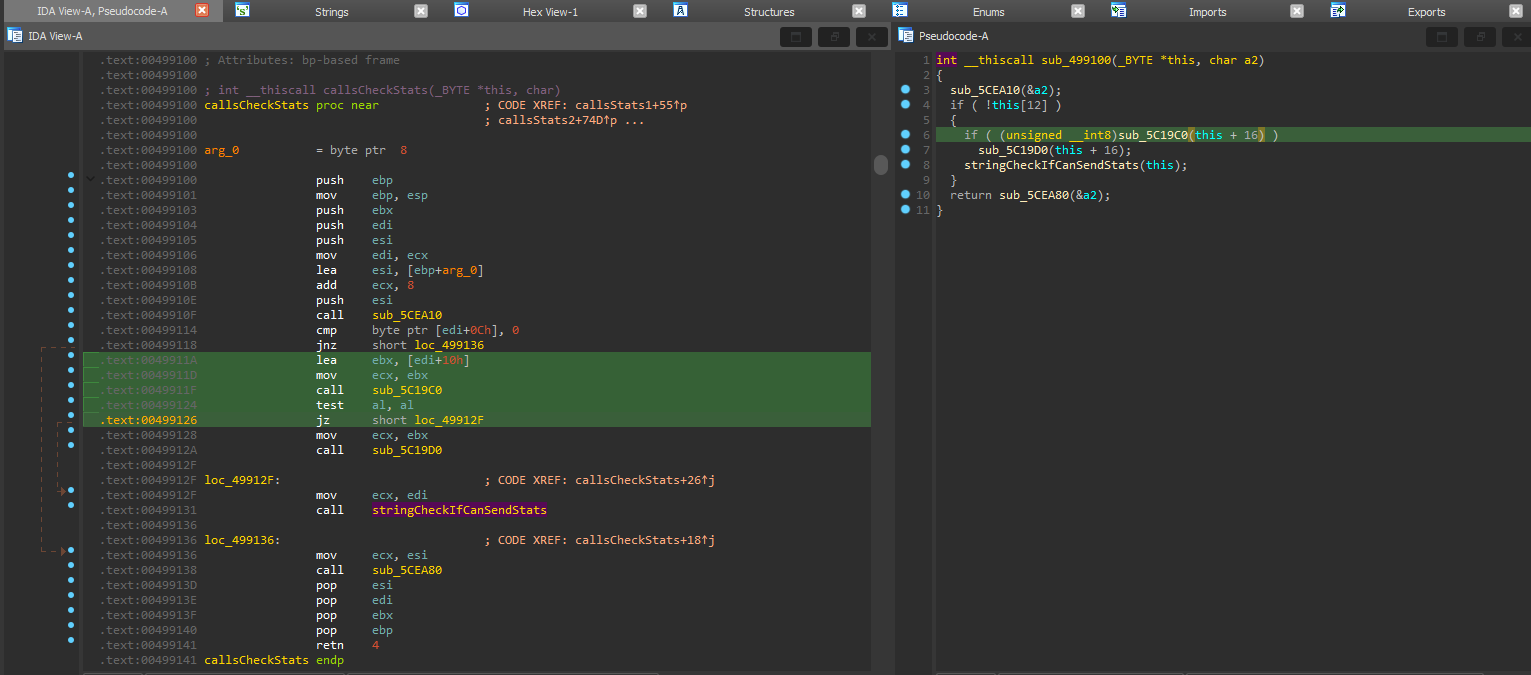 IDA View-A, Pseudocode-A Strings Hex View-1 Structures Enums Imports Exports
IDA View-A
.text:00499100 ; Attributes: bp-based frame
.text:00499100
.text:00499100 ; int __thiscall callsCheckStats(_BYTE *this, char)
.text:00499100 callsCheckStats proc near ; CODE XREF: callsStats1+55↑p
.text:00499100 ; callsStats2+74D↑p ...
.text:00499100
.text:00499100 arg_0 = byte ptr 8
.text:00499100
.text:00499100 push ebp
.text:00499101 mov ebp, esp
.text:00499103 push ebx
.text:00499104 push edi
.text:00499105 push esi
.text:00499106 mov edi, ecx
.text:00499108 lea esi, [ebp+arg_0]
.text:0049910B add ecx, 8
.text:0049910E push esi
.text:0049910F call sub_5CEA10
.text:00499114 cmp byte ptr [edi+0Ch], 0
.text:00499118 jnz short loc_499136
.text:0049911A lea ebx, [edi+10h]
.text:0049911D mov ecx, ebx
.text:0049911F call sub_5C19C0
.text:00499124 test al, al
.text:00499126 jz short loc_49912F
.text:00499128 mov ecx, ebx
.text:0049912A call sub_5C19D0
.text:0049912F
.text:0049912F loc_49912F: ; CODE XREF: callsCheckStats+26↑j
.text:0049912F mov ecx, edi
.text:00499131 call stringCheckIfCanSendStats
.text:00499136
.text:00499136 loc_499136: ; CODE XREF: callsCheckStats+18↑j
.text:00499136 mov ecx, esi
.text:00499138 call sub_5CEA80
.text:0049913D pop esi
.text:0049913E pop edi
.text:0049913F pop ebx
.text:00499140 pop ebp
.text:00499141 retn 4
.text:00499141 callsCheckStats endp
Pseudocode-A
1 int __thiscall sub_499100(_BYTE *this, char a2)
2 {
3 sub_5CEA10(&a2);
4 if ( !this[12] )
5 {
6 if ( (unsigned __int8)sub_5C19C0(this + 16) )
7 sub_5C19D0(this + 16);
8 stringCheckIfCanSendStats(this);
9 }
10 return sub_5CEA80(&a2);
11 }